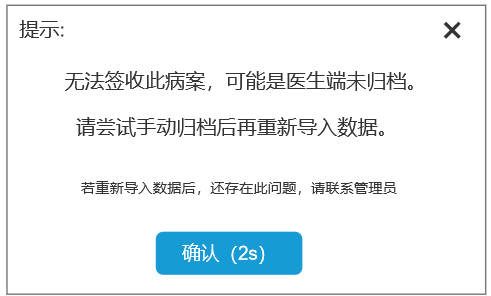 提示:
无法签收此病案，可能是医生端未归档。
请尝试手动归档后再重新导入数据。
若重新导入数据后，还存在此问题，请联系管理员
确认（2s）